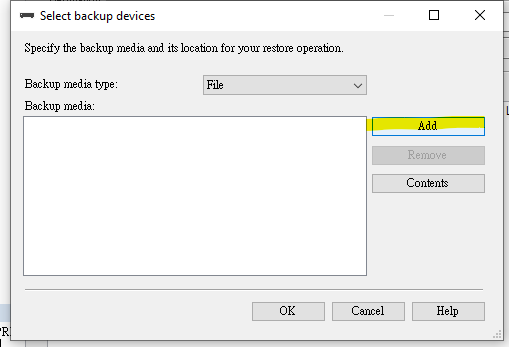 Select backup devices
Specify the backup media and its location for your restore operation.
Backup media type:
File
Backup media:
Add
Remove
Contents
OK
Cancel
Help